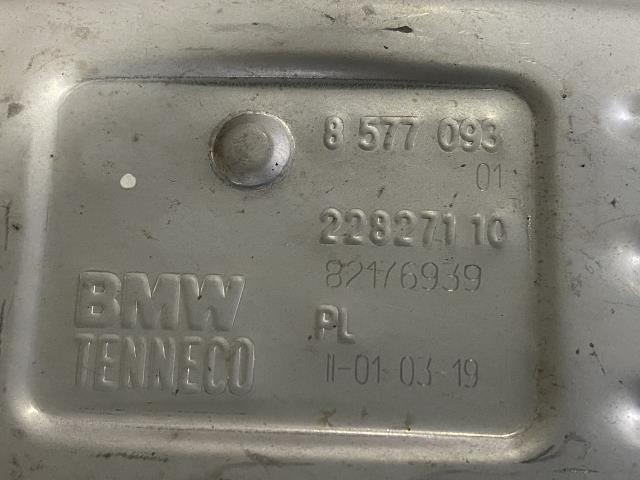 8 577 093
01
228271 10
82176939
BMW
PL
TENNECO
II-01-03-19